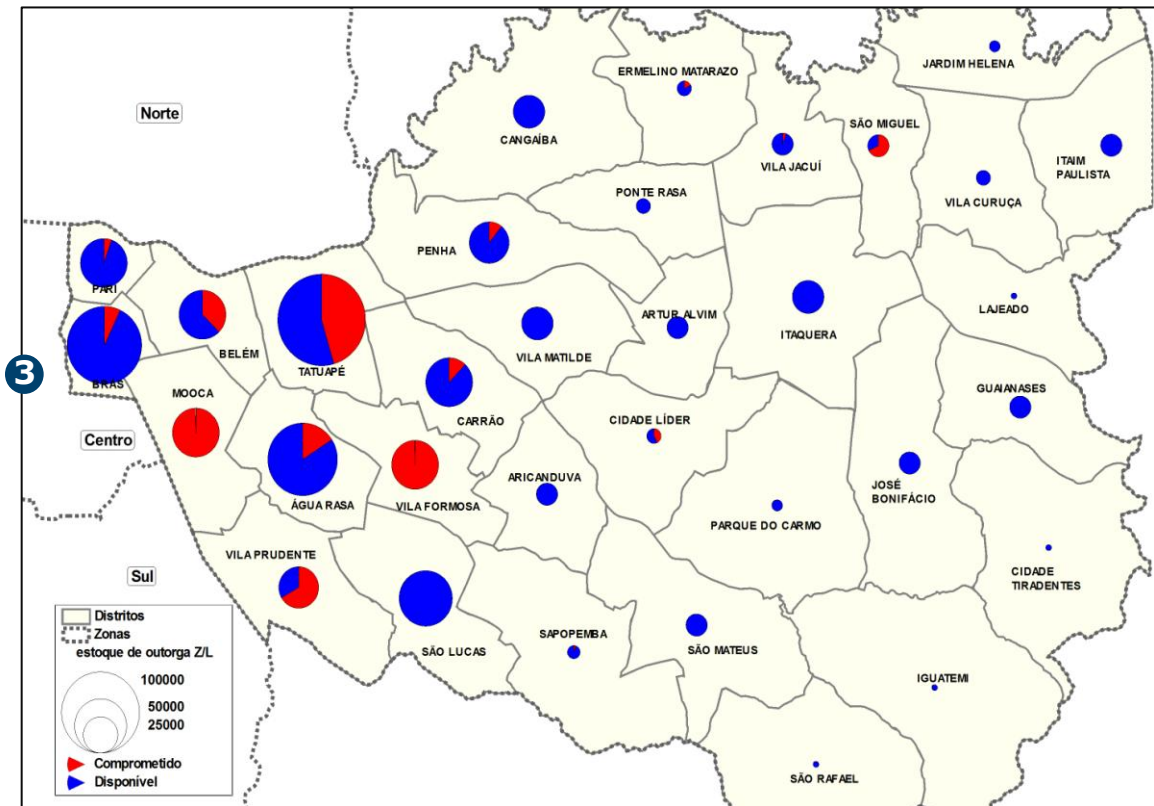 JARDIM HELENA
ERMELINO MATARAZO
Norte
CANGAÍBA
SÃO MIGUEL
VILA JACUÍ
ITAIM
PAULISTA
PONTE RASA
VILA CURUÇA
PENHA
PARI
BELÉM
TATUAPÉ
VILA MATILDE
ARTUR ALVIM
ITAQUERA
LAJEADO
3
BRAS
MOOCA
CARRÃO
CIDADE LÍDER
GUAIANASES
Centro
ÁGUA RASA
VILA FORMOSA
ARICANDUVA
JOSÉ
BONIFÁCIO
PARQUE DO CARMO
VILA PRUDENTE
CIDADE
TIRADENTES
Sul
SÃO LUCAS
SAPOPEMBA
SÃO MATEUS
IGUATEMI
SÃO RAFAEL
Distritos
Zonas
estoque de outorga Z/L
100000
50000
25000
Comprometido
Disponível